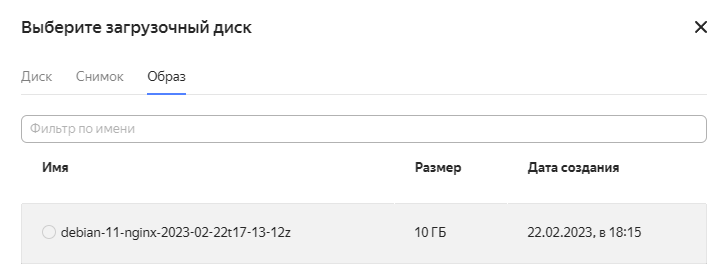 Выберите загрузочный диск
Диск Снимок Образ
Фильтр по имени
Имя Размер Дата создания
debian-11-nginx-2023-02-22t17-13-12z 10 ГБ 22.02.2023, в 18:15